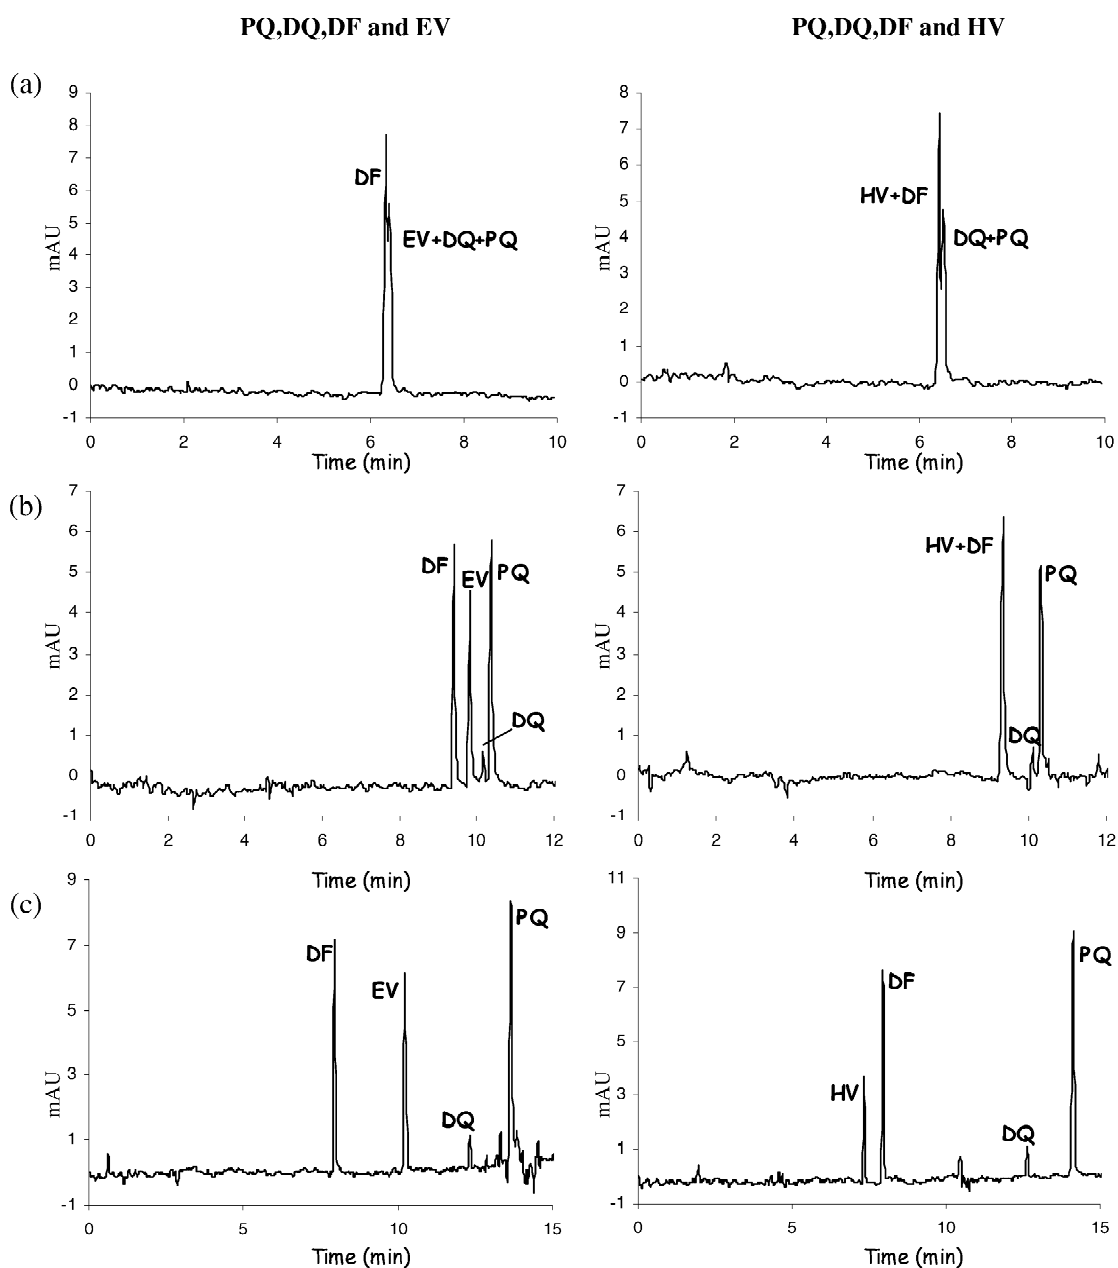 PQ,DQ,DF and EV
PQ,DQ,DF and HV
(a)
9
8
7
6
5
4
3
2
1
0
-1
mAU
DF
EV+DQ+PQ
0 2 4 6 8 10
Time (min)
8
7
6
5
4
3
2
1
0
-1
mAU
HV+DF
DQ+PQ
0 2 4 6 8 10
Time (min)
(b)
7
6
5
4
3
2
1
0
-1
mAU
DF
EV
PQ
DQ
0 2 4 6 8 10 12
Time (min)
7
6
5
4
3
2
1
0
-1
mAU
HV+DF
PQ
DQ
0 2 4 6 8 10 12
Time (min)
(c)
9
7
5
3
1
-1
mAU
DF
EV
DQ
PQ
0 5 10 15
Time (min)
11
9
7
5
3
1
-1
mAU
HV
DF
DQ
PQ
0 5 10 15
Time (min)